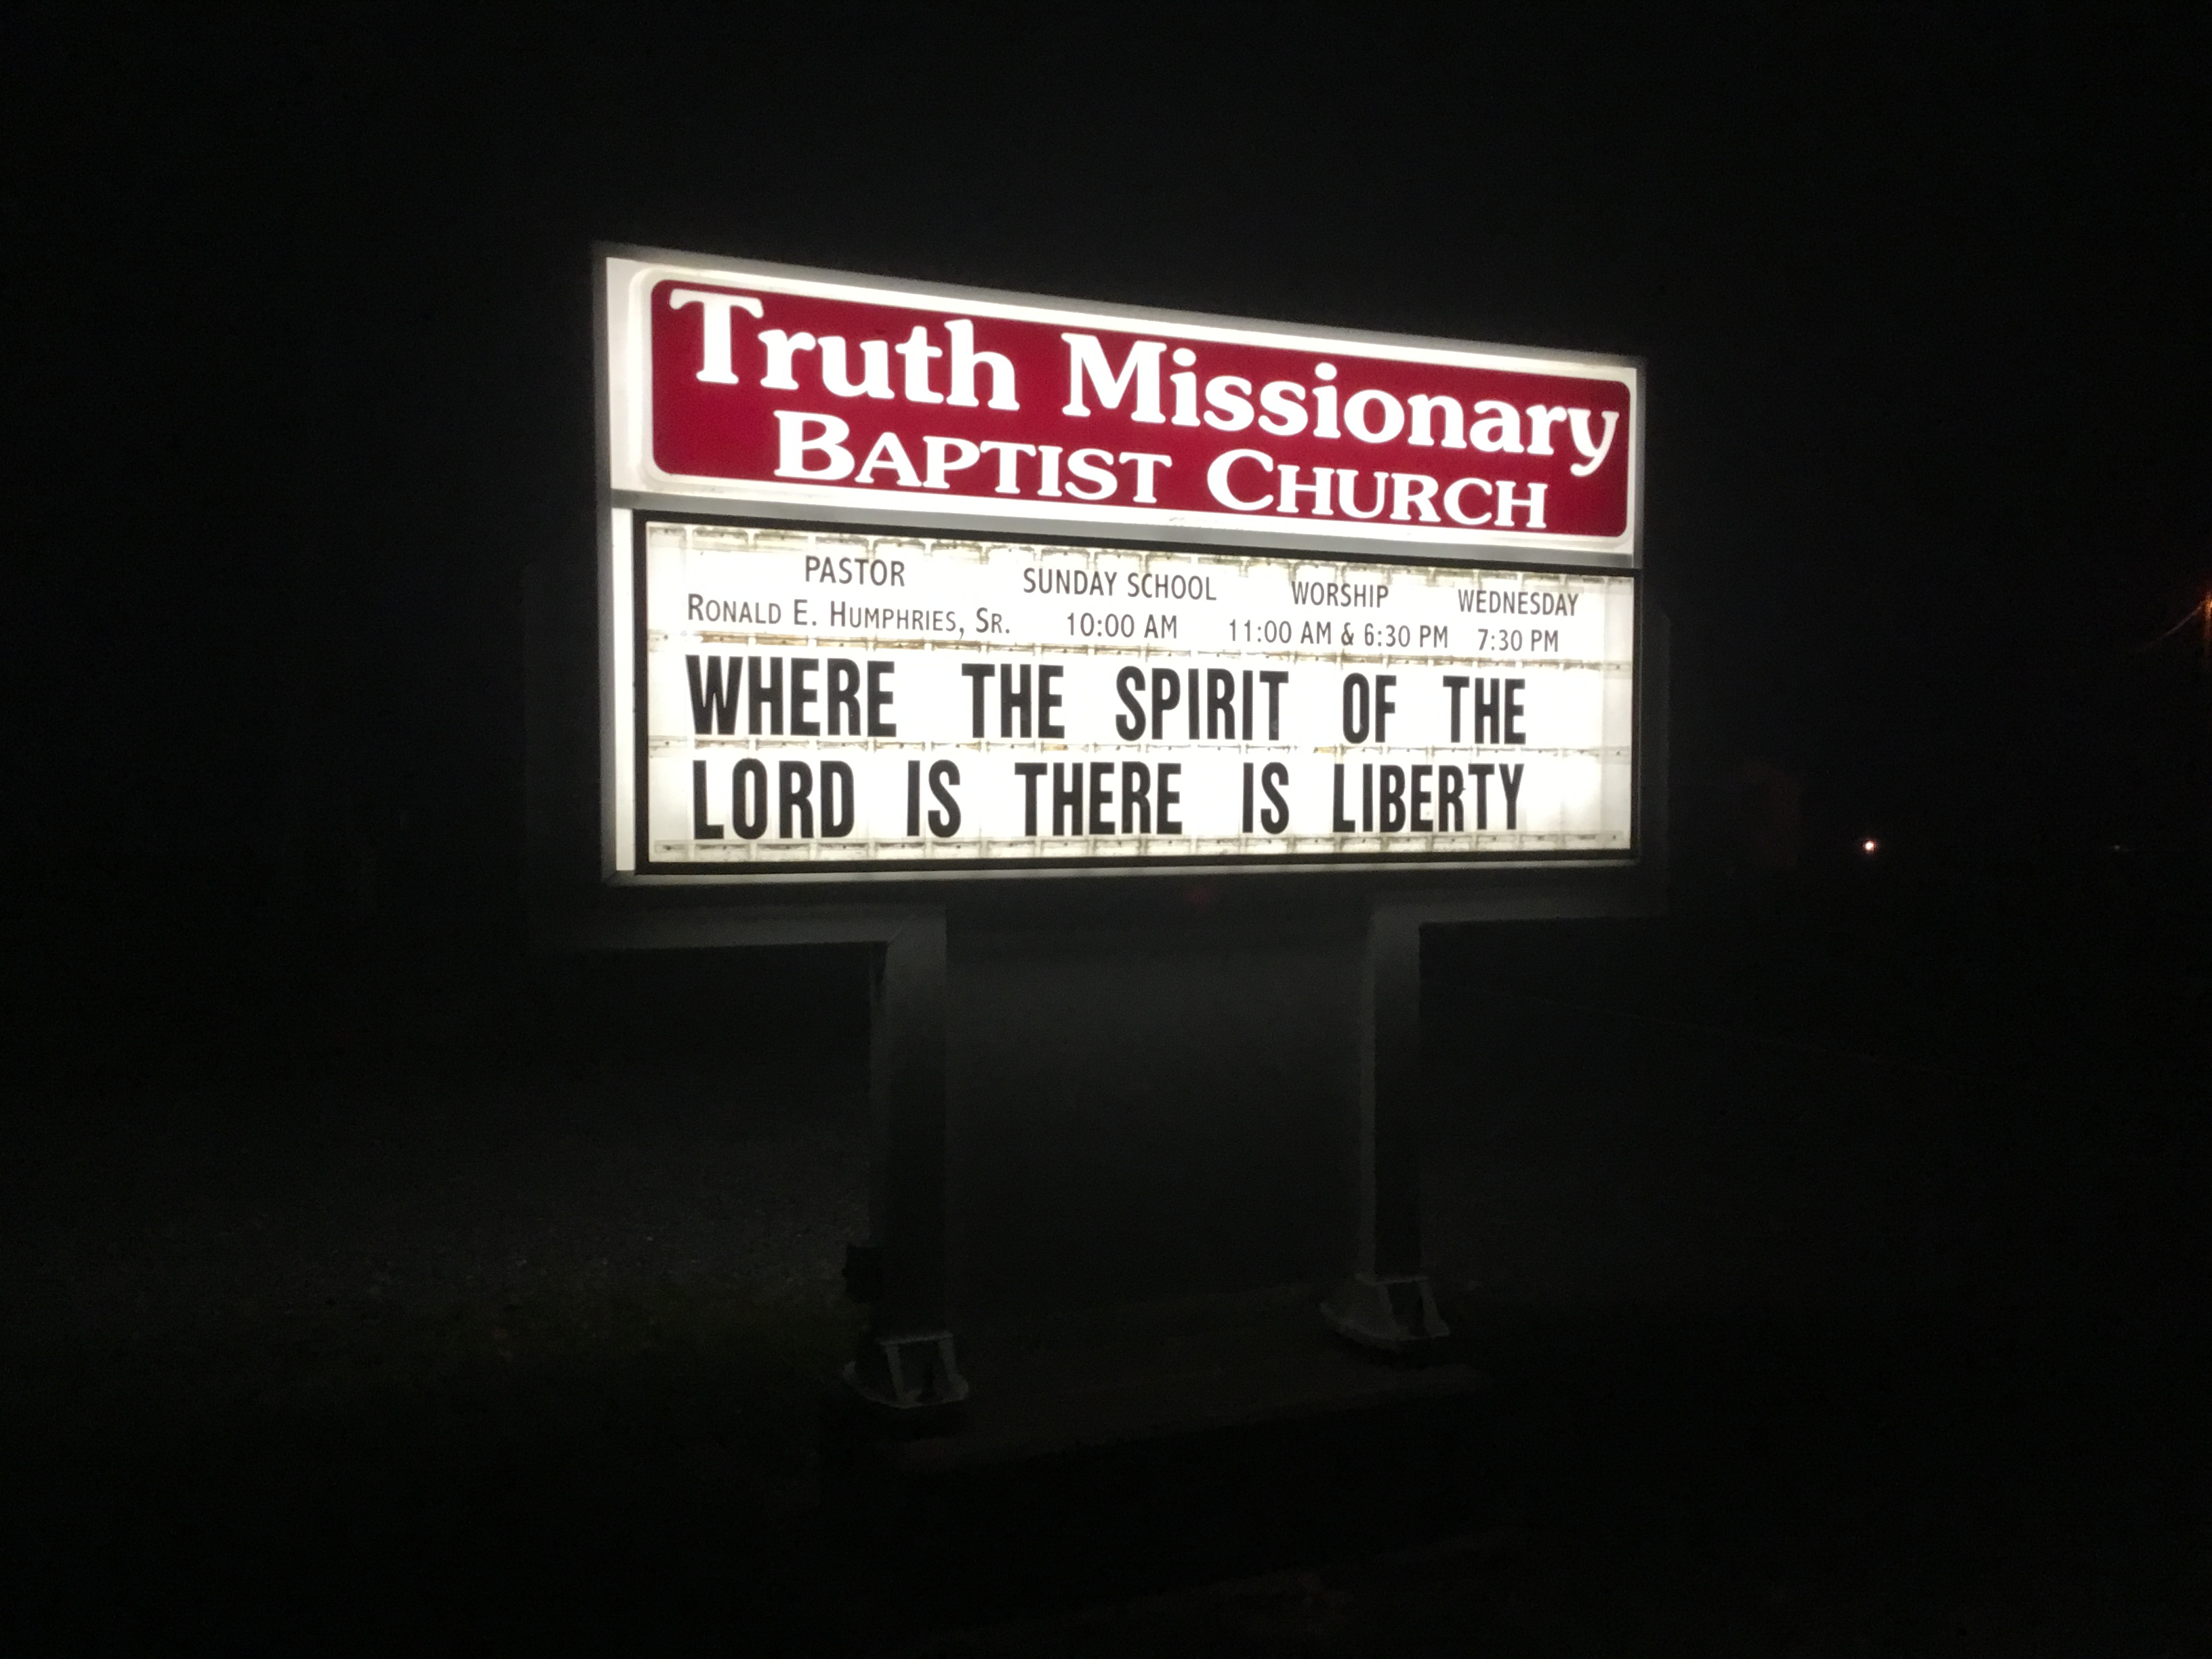 Truth Missionary
BAPTIST CHURCH
PASTOR SUNDAY SCHOOL WORSHIP WEDNESDAY
RONALD E. HUMPHRIES, SR. 10:00 AM 11:00 AM & 6:30 PM 7:30 PM
WHERE THE SPIRIT OF THE
LORD IS THERE IS LIBERTY